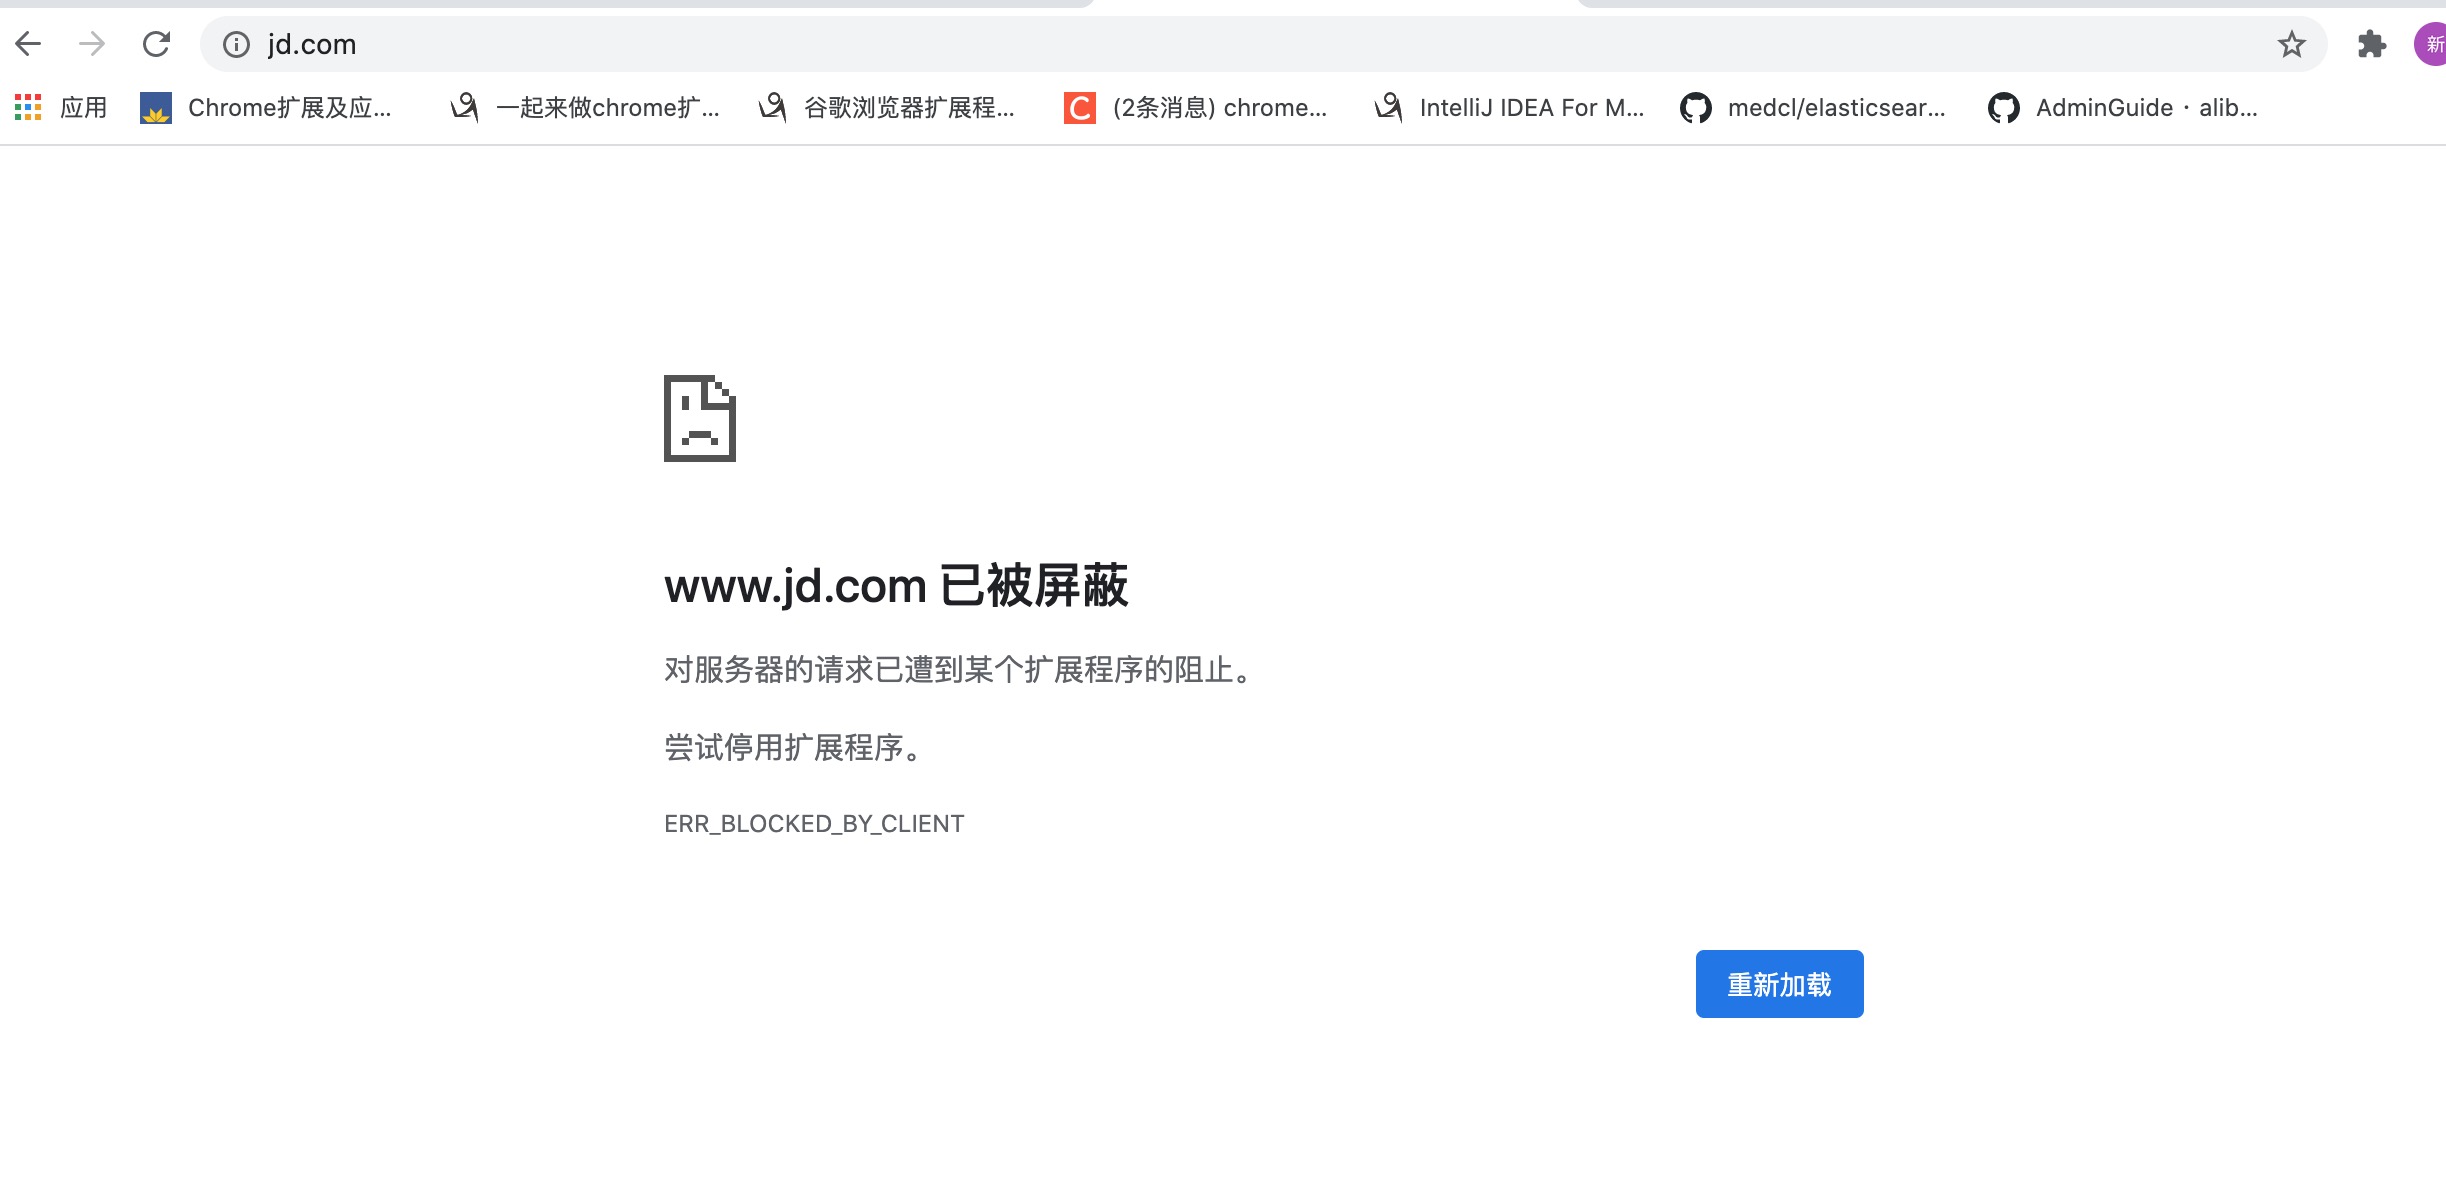 jd.com
新
应用
Chrome扩展及应...
一起来做chrome扩...
谷歌浏览器扩展程...
C
(2条消息) chrome...
IntelliJ IDEA For M...
medcl/elasticsear...
AdminGuide · alib...
www.jd.com 已被屏蔽
对服务器的请求已遭到某个扩展程序的阻止。
尝试停用扩展程序。
ERR_BLOCKED_BY_CLIENT
重新加载